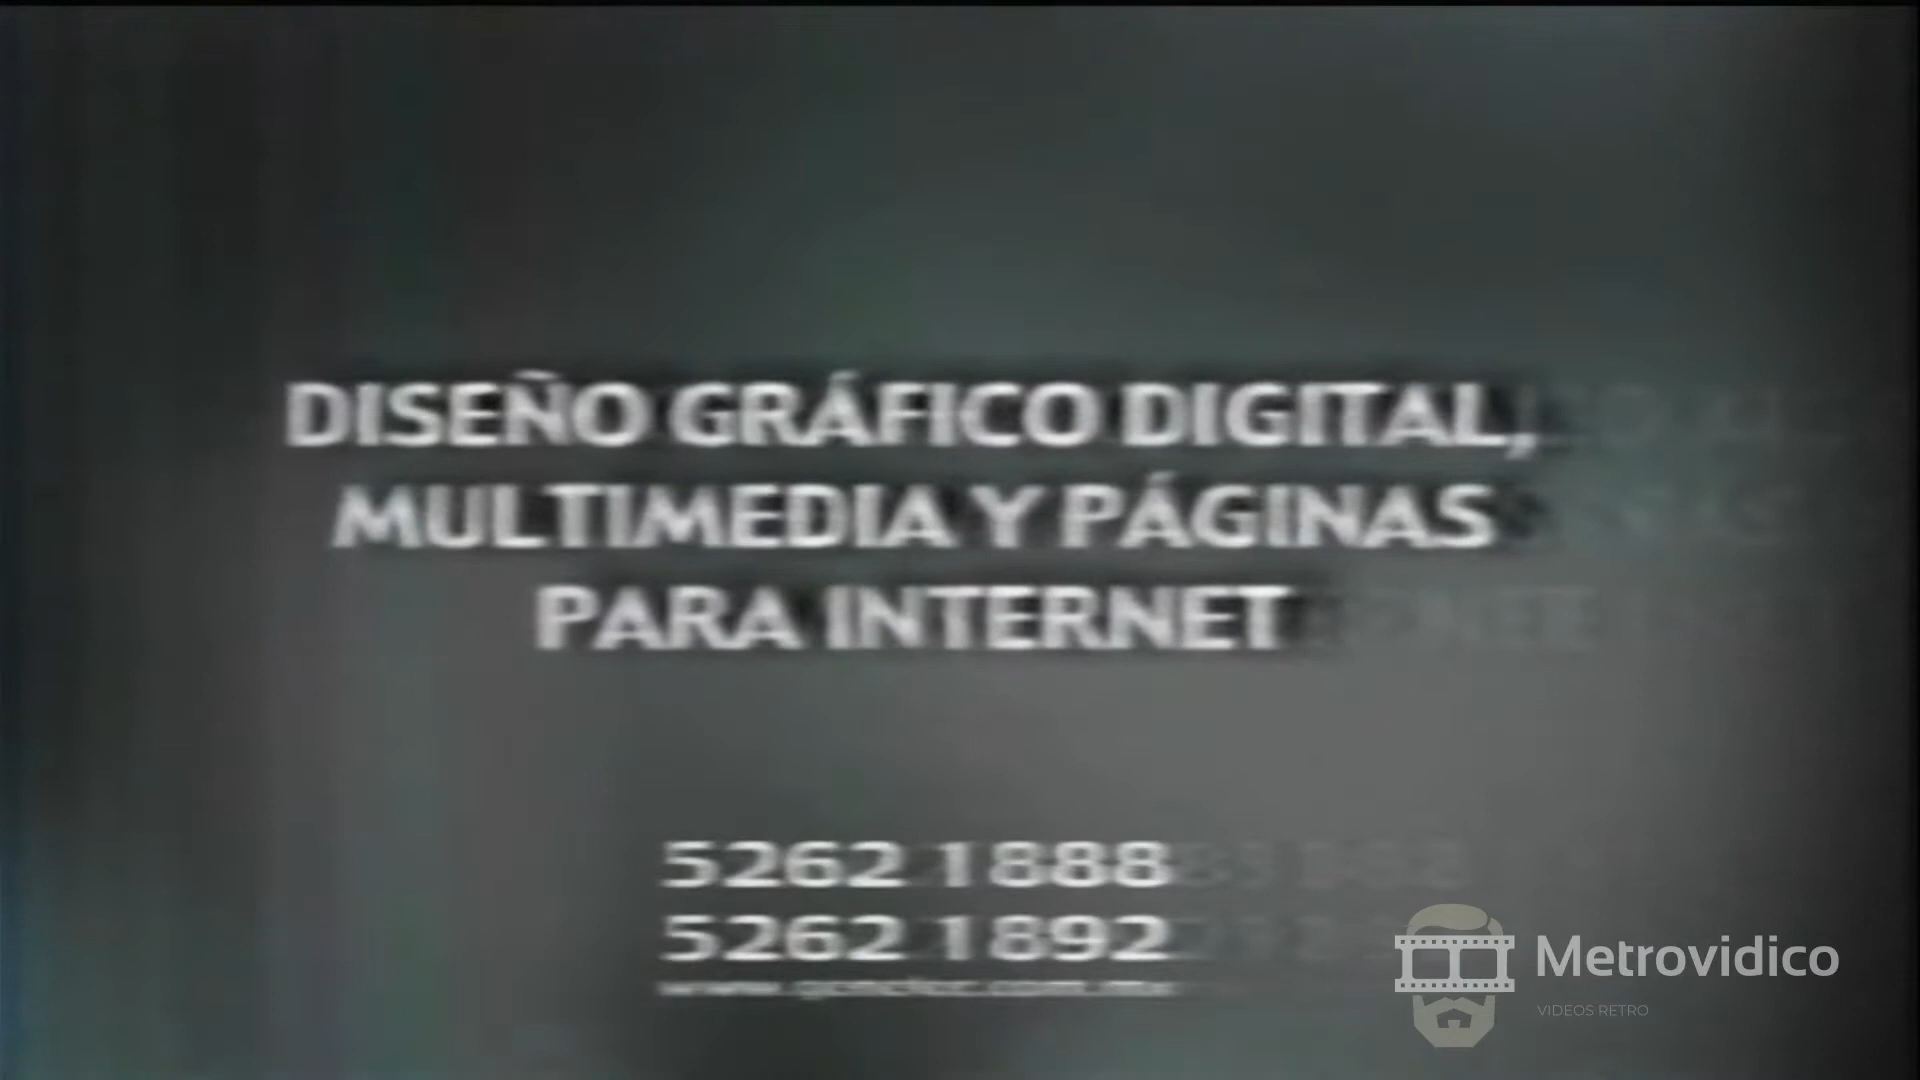 DISEÑO GRÁFICO DIGITAL,
MULTIMEDIA Y PÁGINAS
PARA INTERNET
5262 1888
5262 1892
Metrovidico
VIDEOS RETRO